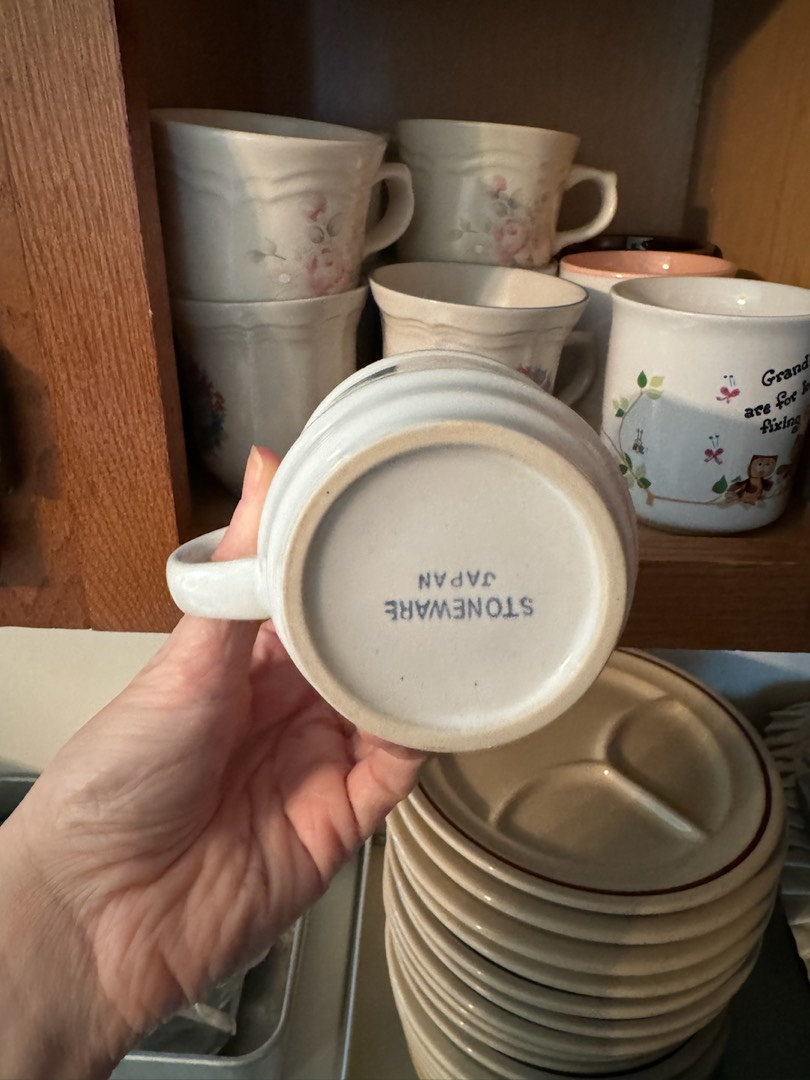 STONEWARE
JAPAN
Grand
are for
fixing